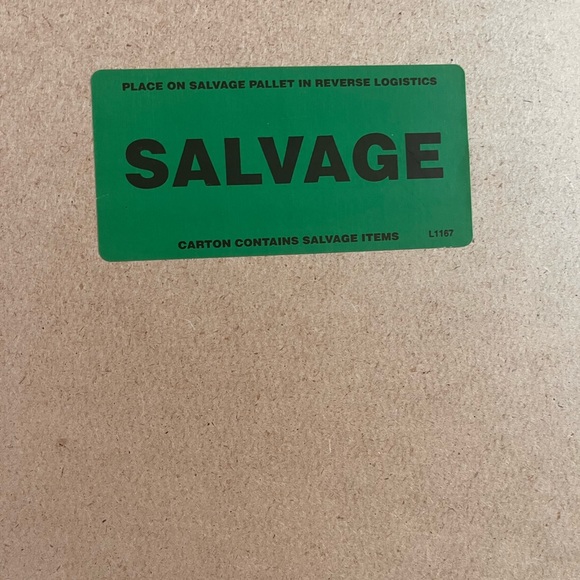 PLACE ON SALVAGE PALLET IN REVERSE LOGISTICS
SALVAGE
CARTON CONTAINS SALVAGE ITEMS
L1167